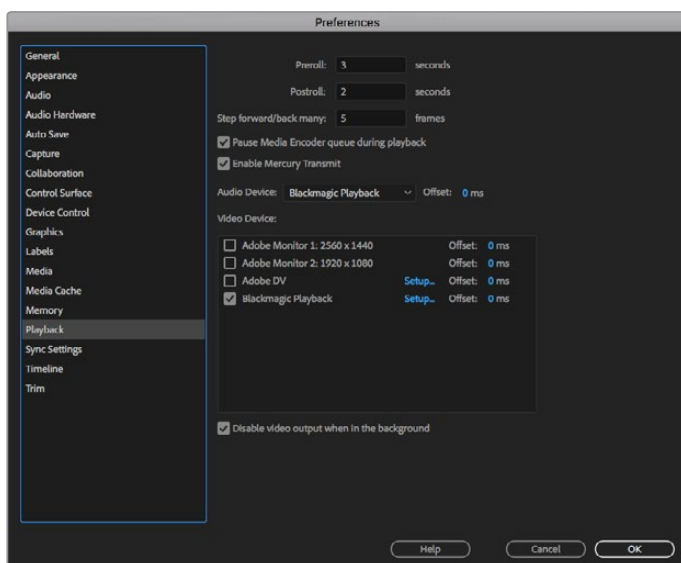 Preferences
General
Appearance
Audio
Audio Hardware
Auto Save
Capture
Collaboration
Control Surface
Device Control
Graphics
Labels
Media
Media Cache
Memory
Playback
Sync Settings
Timeline
Trim
Preroll: 3 seconds
Postroll: 2 seconds
Step forward/back many: 5 frames
Pause Media Encoder queue during playback
Enable Mercury Transmit
Audio Device: Blackmagic Playback Offset: 0 ms
Video Device:
Adobe Monitor 1: 2560 x 1440 Offset: 0 ms
Adobe Monitor 2: 1920 x 1080 Offset: 0 ms
Adobe DV Setup... Offset: 0 ms
Blackmagic Playback Setup... Offset: 0 ms
Disable video output when in the background
Help Cancel OK